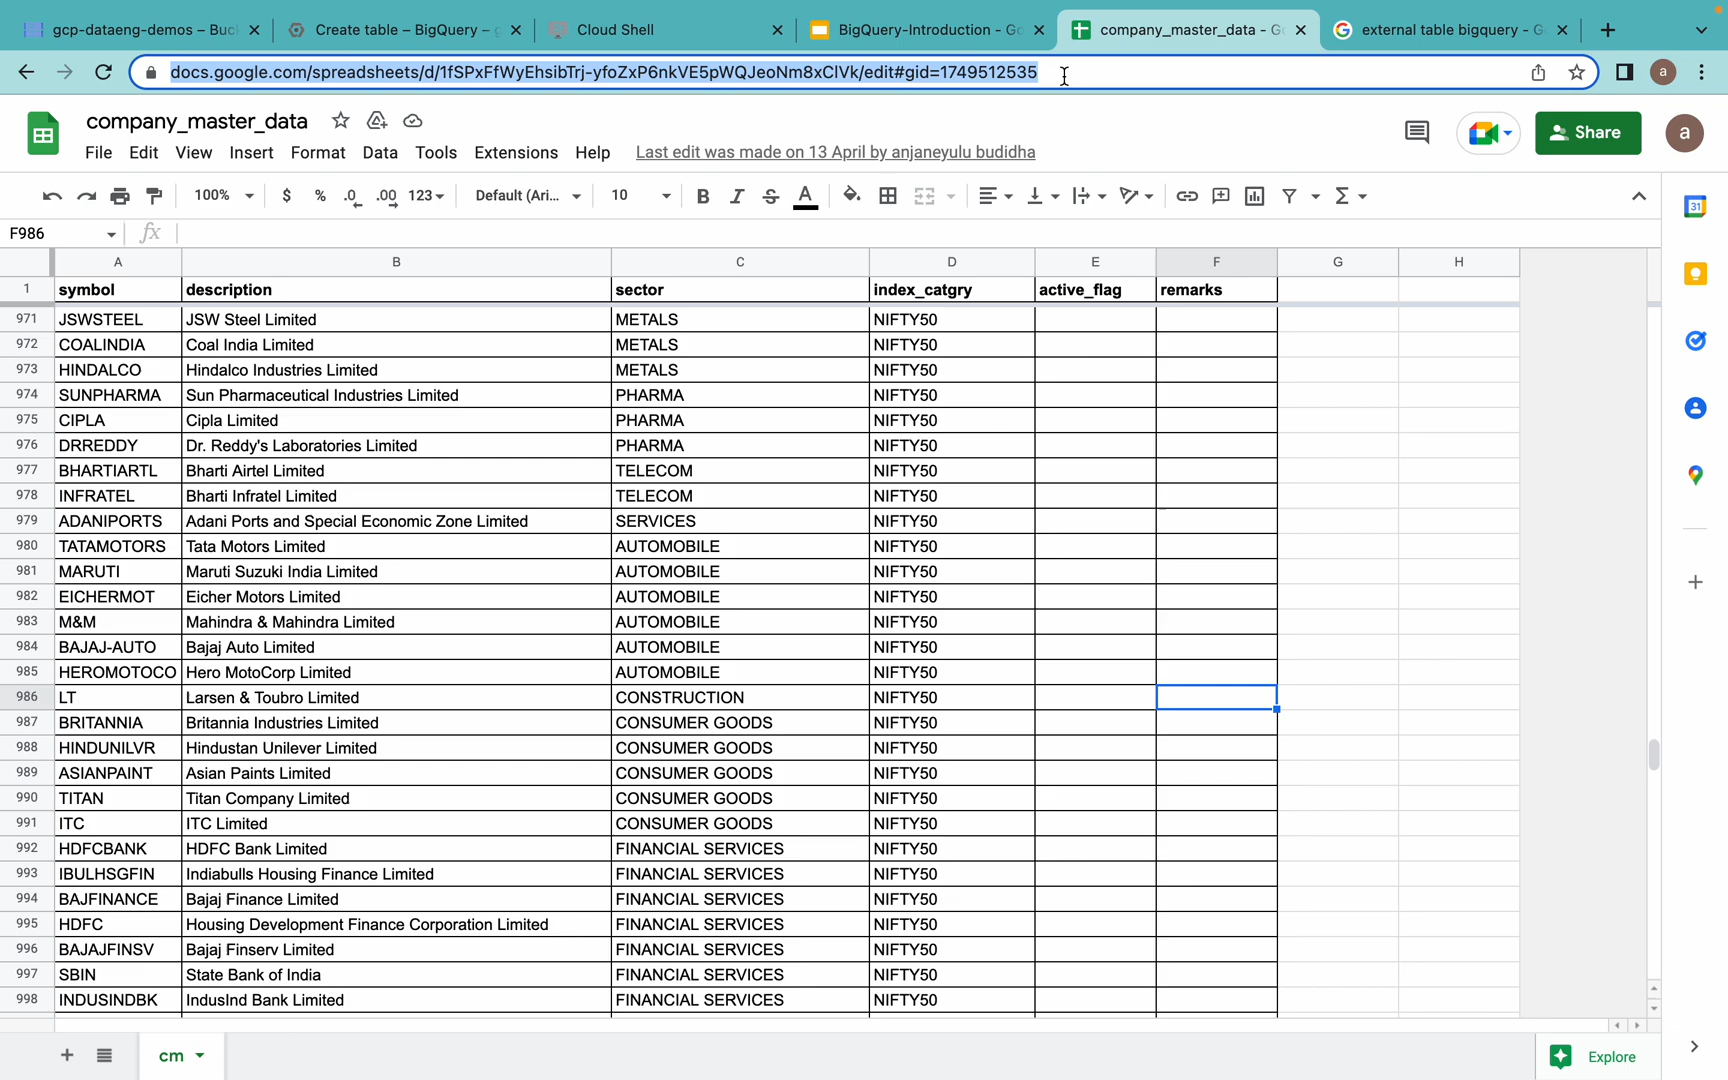 gcp-dataeng-demos – Buc
Create table – BigQuery –
Cloud Shell
BigQuery-Introduction - Go
company_master_data - G
external table bigquery - G
docs.google.com/spreadsheets/d/1fSPxFfWyEhsibTrj-yfoZxP6nkVE5pWQJeoNm8xClVk/edit#gid=1749512535
a
company_master_data
Share
a
File Edit View Insert Format Data Tools Extensions Help Last edit was made on 13 April by anjaneyulu budidha
100% $ % .0 .00 123 Default (Ari... 10 B I S A Σ
31
F986 fx
A B C D E F G H
1 symbol description sector index_catgry active_flag remarks
971 JSWSTEEL JSW Steel Limited METALS NIFTY50
972 COALINDIA Coal India Limited METALS NIFTY50
973 HINDALCO Hindalco Industries Limited METALS NIFTY50
974 SUNPHARMA Sun Pharmaceutical Industries Limited PHARMA NIFTY50
975 CIPLA Cipla Limited PHARMA NIFTY50
976 DRREDDY Dr. Reddy's Laboratories Limited PHARMA NIFTY50
977 BHARTIARTL Bharti Airtel Limited TELECOM NIFTY50
978 INFRATEL Bharti Infratel Limited TELECOM NIFTY50
979 ADANIPORTS Adani Ports and Special Economic Zone Limited SERVICES NIFTY50
980 TATAMOTORS Tata Motors Limited AUTOMOBILE NIFTY50
981 MARUTI Maruti Suzuki India Limited AUTOMOBILE NIFTY50
982 EICHERMOT Eicher Motors Limited AUTOMOBILE NIFTY50
983 M&M Mahindra & Mahindra Limited AUTOMOBILE NIFTY50
984 BAJAJ-AUTO Bajaj Auto Limited AUTOMOBILE NIFTY50
985 HEROMOTOCO Hero MotoCorp Limited AUTOMOBILE NIFTY50
986 LT Larsen & Toubro Limited CONSTRUCTION NIFTY50
987 BRITANNIA Britannia Industries Limited CONSUMER GOODS NIFTY50
988 HINDUNILVR Hindustan Unilever Limited CONSUMER GOODS NIFTY50
989 ASIANPAINT Asian Paints Limited CONSUMER GOODS NIFTY50
990 TITAN Titan Company Limited CONSUMER GOODS NIFTY50
991 ITC ITC Limited CONSUMER GOODS NIFTY50
992 HDFCBANK HDFC Bank Limited FINANCIAL SERVICES NIFTY50
993 IBULHSGFIN Indiabulls Housing Finance Limited FINANCIAL SERVICES NIFTY50
994 BAJFINANCE Bajaj Finance Limited FINANCIAL SERVICES NIFTY50
995 HDFC Housing Development Finance Corporation Limited FINANCIAL SERVICES NIFTY50
996 BAJAJFINSV Bajaj Finserv Limited FINANCIAL SERVICES NIFTY50
997 SBIN State Bank of India FINANCIAL SERVICES NIFTY50
998 INDUSINDBK IndusInd Bank Limited FINANCIAL SERVICES NIFTY50
cm
Explore